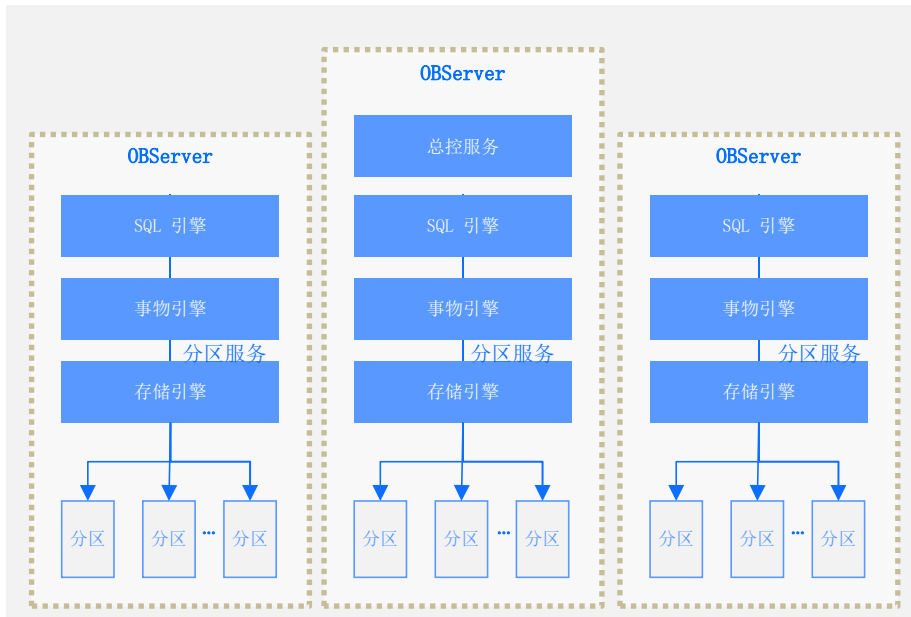 OBServer
SQL 引擎
事物引擎
分区服务
存储引擎
分区
分区
...
分区
OBServer
总控服务
SQL 引擎
事物引擎
分区服务
存储引擎
分区
分区
...
分区
OBServer
SQL 引擎
事物引擎
分区服务
存储引擎
分区
分区
...
分区